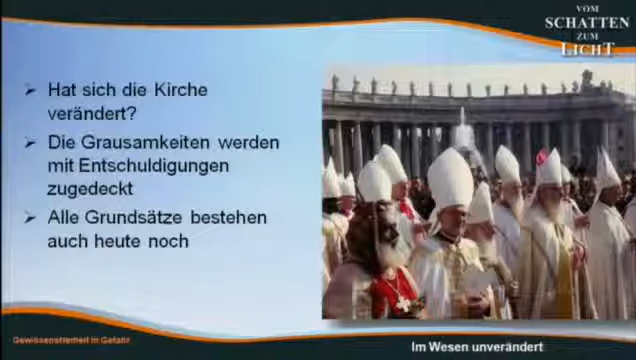 VOM
SCHATTEN
ZUM
LICHT
Hat sich die Kirche
verändert?
Die Grausamkeiten werden
mit Entschuldigungen
zugedeckt
Alle Grundsätze bestehen
auch heute noch
Gewissensfreiheit in Gefahr
Im Wesen unverändert